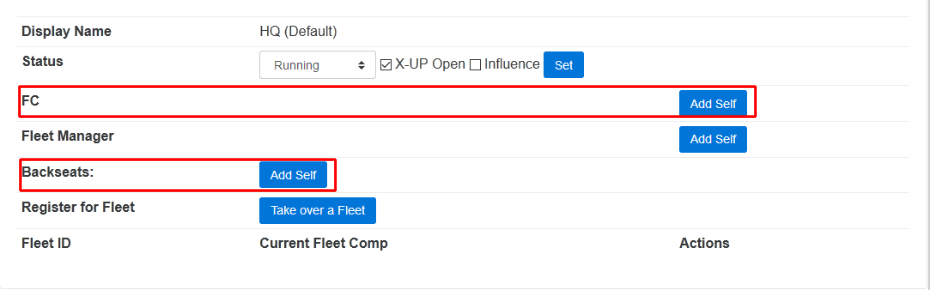 Display Name HQ (Default)
Status Running X-UP Open Influence Set
FC Add Self
Fleet Manager Add Self
Backseats: Add Self
Register for Fleet Take over a Fleet
Fleet ID Current Fleet Comp Actions